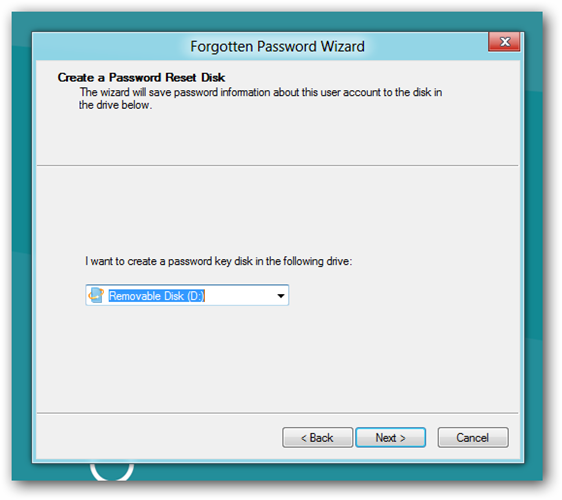 Forgotten Password Wizard
Create a Password Reset Disk
The wizard will save password information about this user account to the disk in
the drive below.
I want to create a password key disk in the following drive:
Removable Disk (D:)
< Back
Next >
Cancel